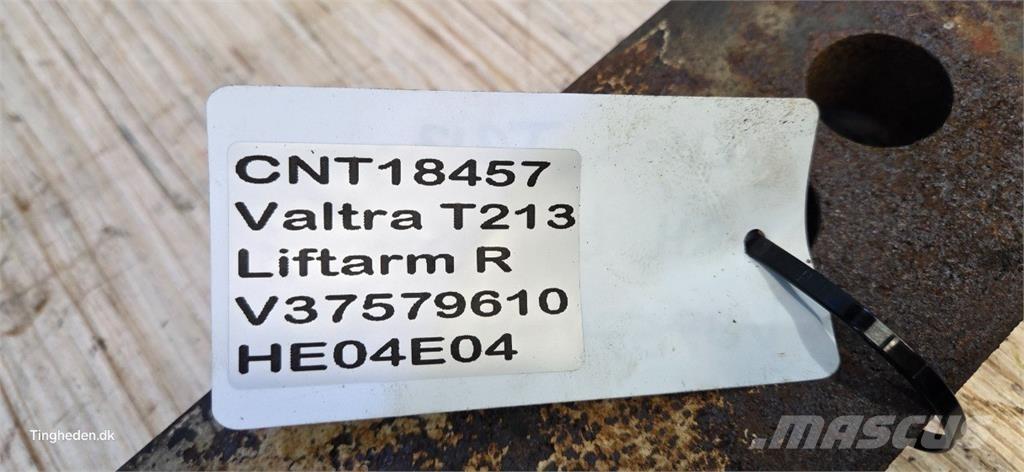 CNT18457
Valtra T213
Liftarm R
V37579610
HE04E04
Tingheden.dk
MASCUS